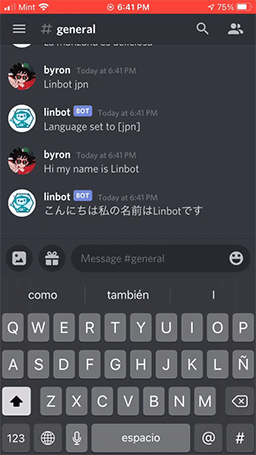 Mint 6:41 PM 75%
# general
La manzana es deliciosa
byron Today at 6:41 PM
Linbot jpn
linbot BOT Today at 6:41 PM
Language set to [jpn]
byron Today at 6:41 PM
Hi my name is Linbot
linbot BOT Today at 6:41 PM
こんにちは私の名前はLinbotです
Message #general
como también I
Q W E R T Y U I O P
A S D F G H J K L Ñ
Z X C V B N M
123 espacio @ #